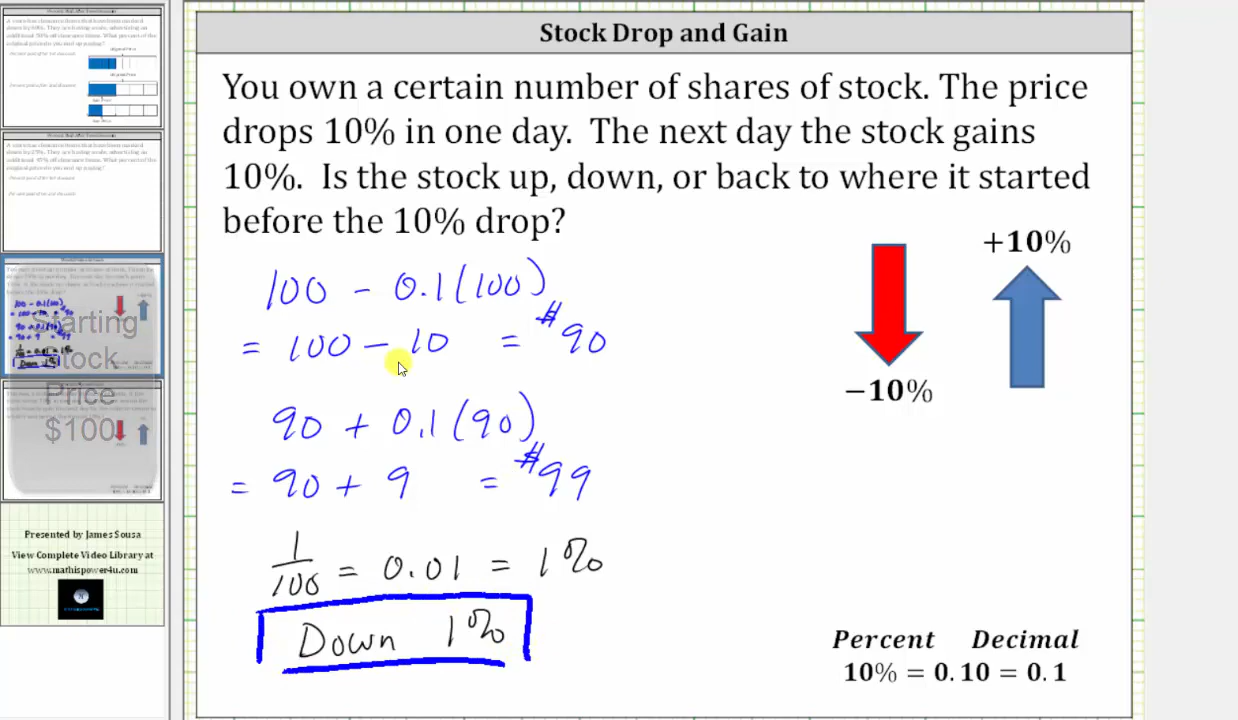 Stock Drop and Gain
You own a certain number of shares of stock. The price
drops 10% in one day. The next day the stock gains
10%. Is the stock up, down, or back to where it started
before the 10% drop?
+10%
−10%
100 − 0.1(100)
= 100 − 10 = $90
90 + 0.1(90)
= 90 + 9 = $99
1/100 = 0.01 = 1%
Down 1%
Percent Decimal
10% = 0.10 = 0.1
Starting
Stock
Price
$100
Presented by James Sousa
View Complete Video Library at
www.mathispower4u.com